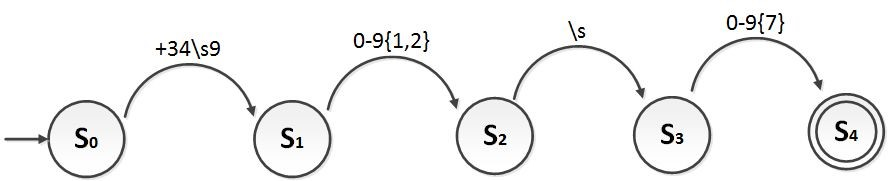 +34\s9
0-9{1,2}
\s
0-9{7}
S0
S1
S2
S3
S4